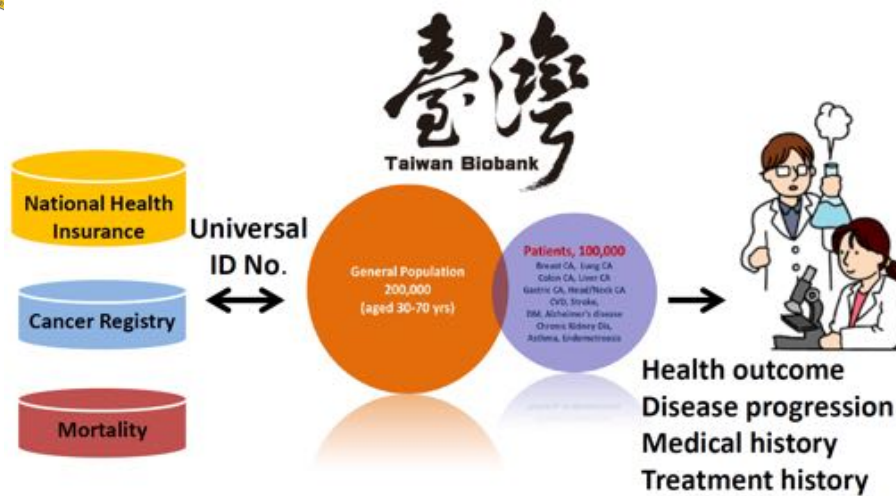 臺灣
Taiwan Biobank
National Health
Insurance
Cancer Registry
Mortality
Universal
ID No.
General Population
200,000
(aged 30-70 yrs)
Patients, 100,000
Breast CA, Lung CA
Colon CA, Liver CA
Gastric CA, Head/Neck CA
CVD, Stroke,
DM, Alzheimer's disease
Chronic Kidney Dis,
Asthma,
Health outcome
Disease progression
Medical history
Treatment history